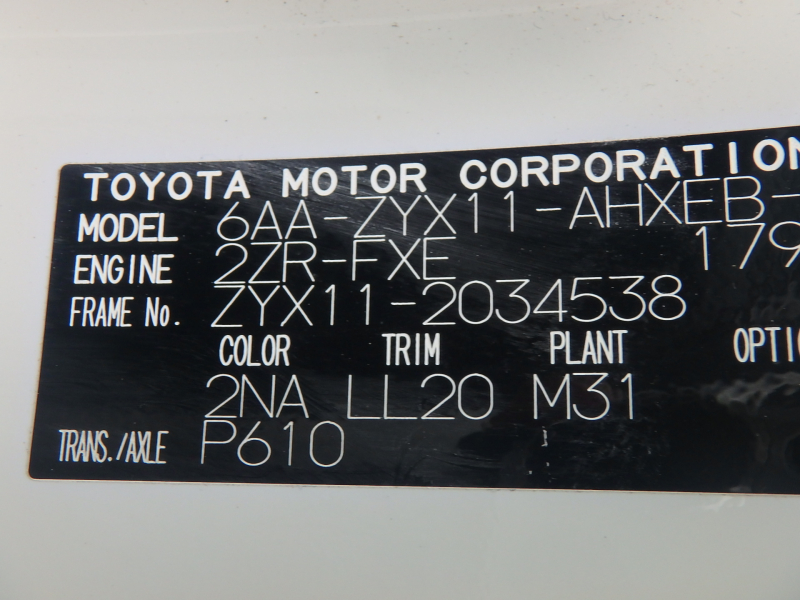 TOYOTA MOTOR CORPORATION
MODEL 6AA-ZYX11-AHXEB-
ENGINE 2ZR-FXE 179
FRAME No. ZYX11-2034538
COLOR TRIM PLANT OPTI
2NA LL20 M31
TRANS./AXLE P610